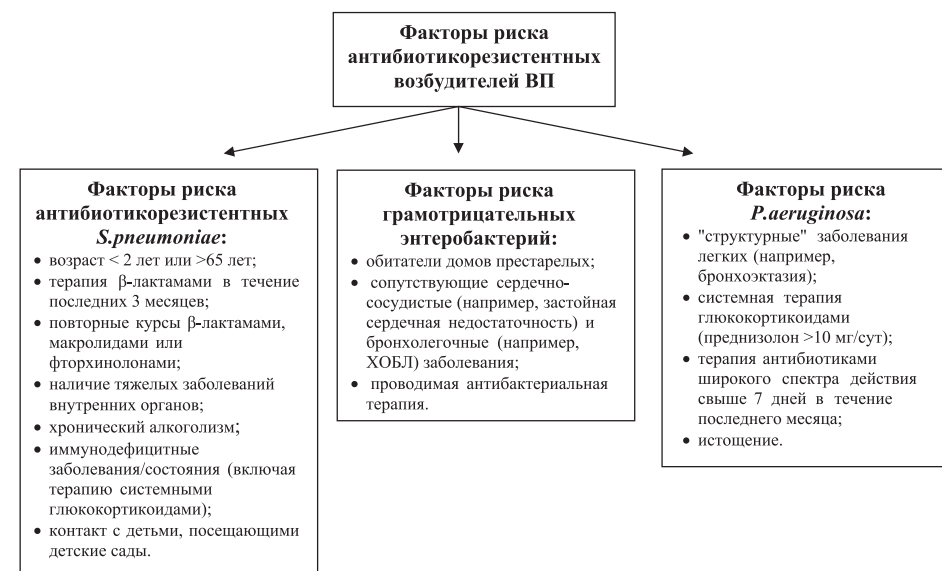 Факторы риска
антибиотикорезистентных
возбудителей ВП
Факторы риска
антибиотикорезистентных
S.pneumoniae:
• возраст < 2 лет или >65 лет;
• терапия β-лактамами в течение
последних 3 месяцев;
• повторные курсы β-лактамами,
макролидами или
фторхинолонами;
• наличие тяжелых заболеваний
внутренних органов;
• хронический алкоголизм;
• иммунодефицитные
заболевания/состояния (включая
терапию системными
глюкокортикоидами);
• контакт с детьми, посещающими
детские сады.
Факторы риска
грамотрицательных
энтеробактерий:
• обитатели домов престарелых;
• сопутствующие сердечно-
сосудистые (например, застойная
сердечная недостаточность) и
бронхолегочные (например,
ХОБЛ) заболевания;
• проводимая антибактериальная
терапия.
Факторы риска
P.aeruginosa:
• "структурные" заболевания
легких (например,
бронхоэктазия);
• системная терапия
глюкокортикоидами
(преднизолон >10 мг/сут);
• терапия антибиотиками
широкого спектра действия
свыше 7 дней в течение
последнего месяца;
• истощение.